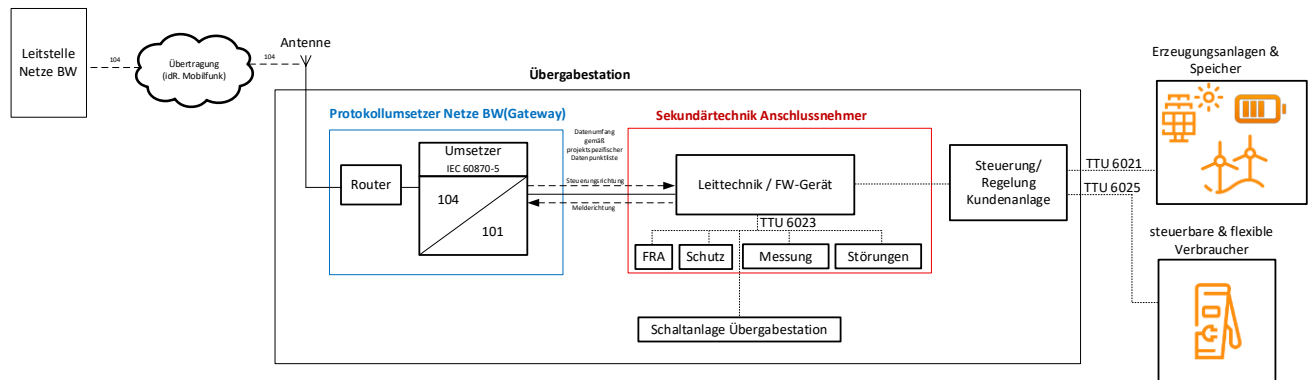 Leitstelle
Netze BW
104
Übertragung
(idR. Mobilfunk)
104
Antenne
Übergabestation
Protokollumsetzer Netze BW(Gateway)
Router
Umsetzer
IEC 60870-5
104
101
Datenumfang
gemäß
projektspezifischer
Datenpunktliste
Steuerungsrichtung
Melderichtung
Sekundärtechnik Anschlussnehmer
Leittechnik / FW-Gerät
TTU 6023
FRA
Schutz
Messung
Störungen
Schaltanlage Übergabestation
Steuerung/
Regelung
Kundenanlage
TTU 6021
TTU 6025
Erzeugungsanlagen &
Speicher
steuerbare & flexible
Verbraucher